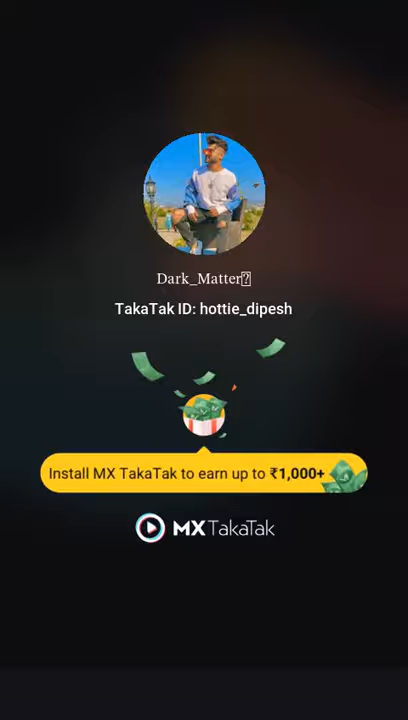 Dark_Matter
TakaTak ID: hottie_dipesh
Install MX TakaTak to earn up to ₹1,000+
MX TakaTak